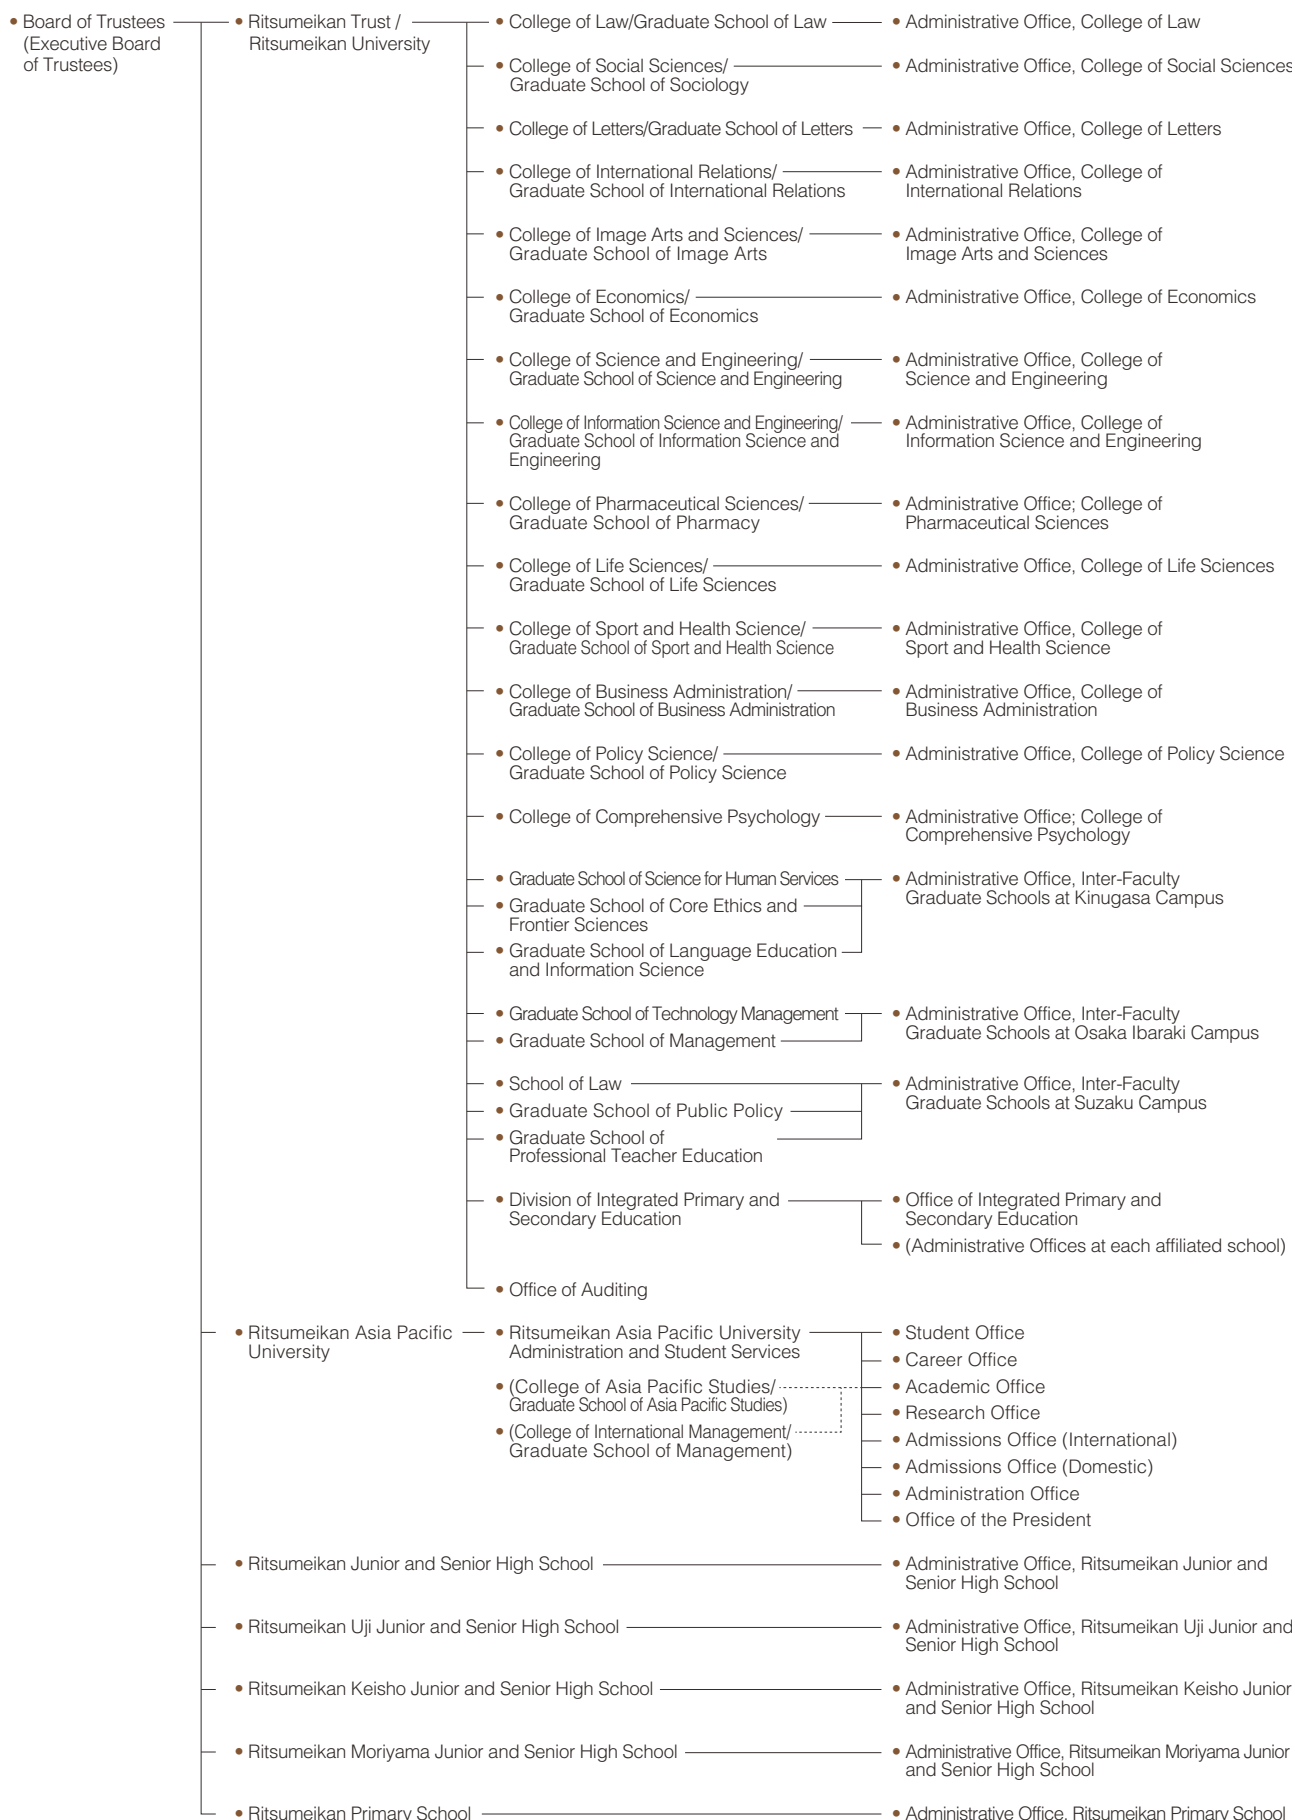 • Board of Trustees
(Executive Board
of Trustees)
• Ritsumeikan Trust /
Ritsumeikan University
• College of Law/Graduate School of Law
• Administrative Office, College of Law
• College of Social Sciences/
Graduate School of Sociology
• Administrative Office, College of Social Sciences
• College of Letters/Graduate School of Letters
• Administrative Office, College of Letters
• College of International Relations/
Graduate School of International Relations
• Administrative Office, College of
International Relations
• College of Image Arts and Sciences/
Graduate School of Image Arts
• Administrative Office, College of
Image Arts and Sciences
• College of Economics/
Graduate School of Economics
• Administrative Office, College of Economics
• College of Science and Engineering/
Graduate School of Science and Engineering
• Administrative Office, College of
Science and Engineering
• College of Information Science and Engineering/
Graduate School of Information Science and
Engineering
• Administrative Office, College of
Information Science and Engineering
• College of Pharmaceutical Sciences/
Graduate School of Pharmacy
• Administrative Office; College of
Pharmaceutical Sciences
• College of Life Sciences/
Graduate School of Life Sciences
• Administrative Office, College of Life Sciences
• College of Sport and Health Science/
Graduate School of Sport and Health Science
• Administrative Office, College of
Sport and Health Science
• College of Business Administration/
Graduate School of Business Administration
• Administrative Office, College of
Business Administration
• College of Policy Science/
Graduate School of Policy Science
• Administrative Office, College of Policy Science
• College of Comprehensive Psychology
• Administrative Office; College of
Comprehensive Psychology
• Graduate School of Science for Human Services
• Graduate School of Core Ethics and
Frontier Sciences
• Graduate School of Language Education
and Information Science
• Administrative Office, Inter-Faculty
Graduate Schools at Kinugasa Campus
• Graduate School of Technology Management
• Graduate School of Management
• Administrative Office, Inter-Faculty
Graduate Schools at Osaka Ibaraki Campus
• School of Law
• Graduate School of Public Policy
• Graduate School of
Professional Teacher Education
• Administrative Office, Inter-Faculty
Graduate Schools at Suzaku Campus
• Division of Integrated Primary and
Secondary Education
• Office of Integrated Primary and
Secondary Education
• (Administrative Offices at each affiliated school)
• Office of Auditing
• Ritsumeikan Asia Pacific
University
• Ritsumeikan Asia Pacific University
Administration and Student Services
• (College of Asia Pacific Studies/
Graduate School of Asia Pacific Studies)
• (College of International Management/
Graduate School of Management)
• Student Office
• Career Office
• Academic Office
• Research Office
• Admissions Office (International)
• Admissions Office (Domestic)
• Administration Office
• Office of the President
• Ritsumeikan Junior and Senior High School
• Administrative Office, Ritsumeikan Junior and
Senior High School
• Ritsumeikan Uji Junior and Senior High School
• Administrative Office, Ritsumeikan Uji Junior and
Senior High School
• Ritsumeikan Keisho Junior and Senior High School
• Administrative Office, Ritsumeikan Keisho Junior
and Senior High School
• Ritsumeikan Moriyama Junior and Senior High School
• Administrative Office, Ritsumeikan Moriyama Junior
and Senior High School
• Ritsumeikan Primary School
• Administrative Office, Ritsumeikan Primary School